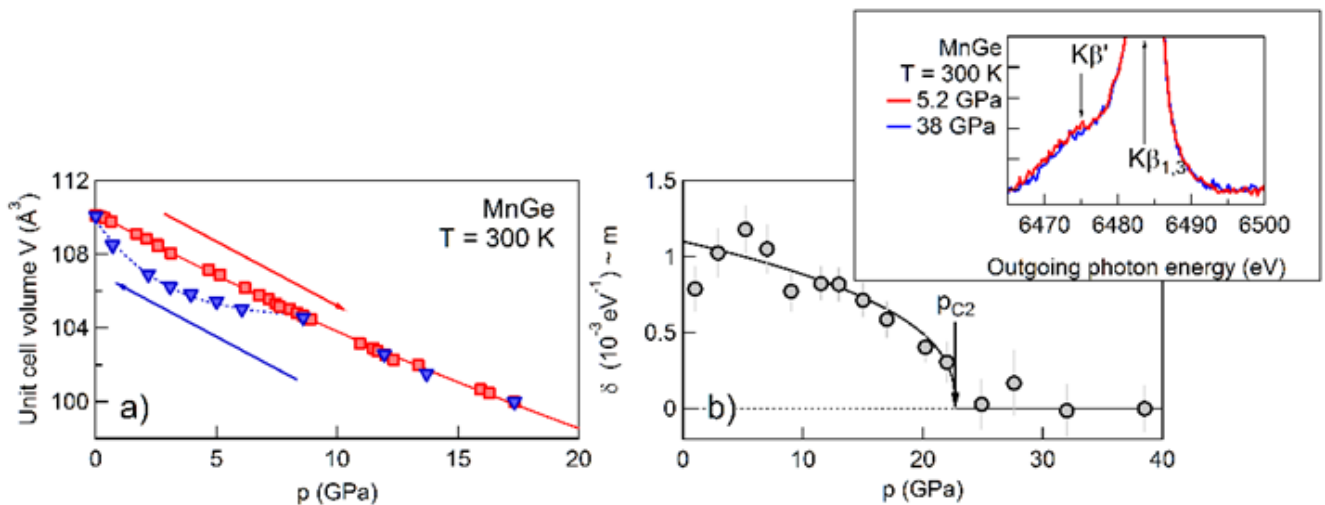 112
108
104
100
Unit cell volume V (Å³)
MnGe
T = 300 K
a)
0
5
10
15
20
p (GPa)
1.5
1
0.5
0
δ (10⁻³eV⁻¹) ~ m
pC2
b)
0
10
20
30
40
p (GPa)
MnGe
T = 300 K
5.2 GPa
38 GPa
Kβ'
Kβ1,3
6470
6480
6490
6500
Outgoing photon energy (eV)